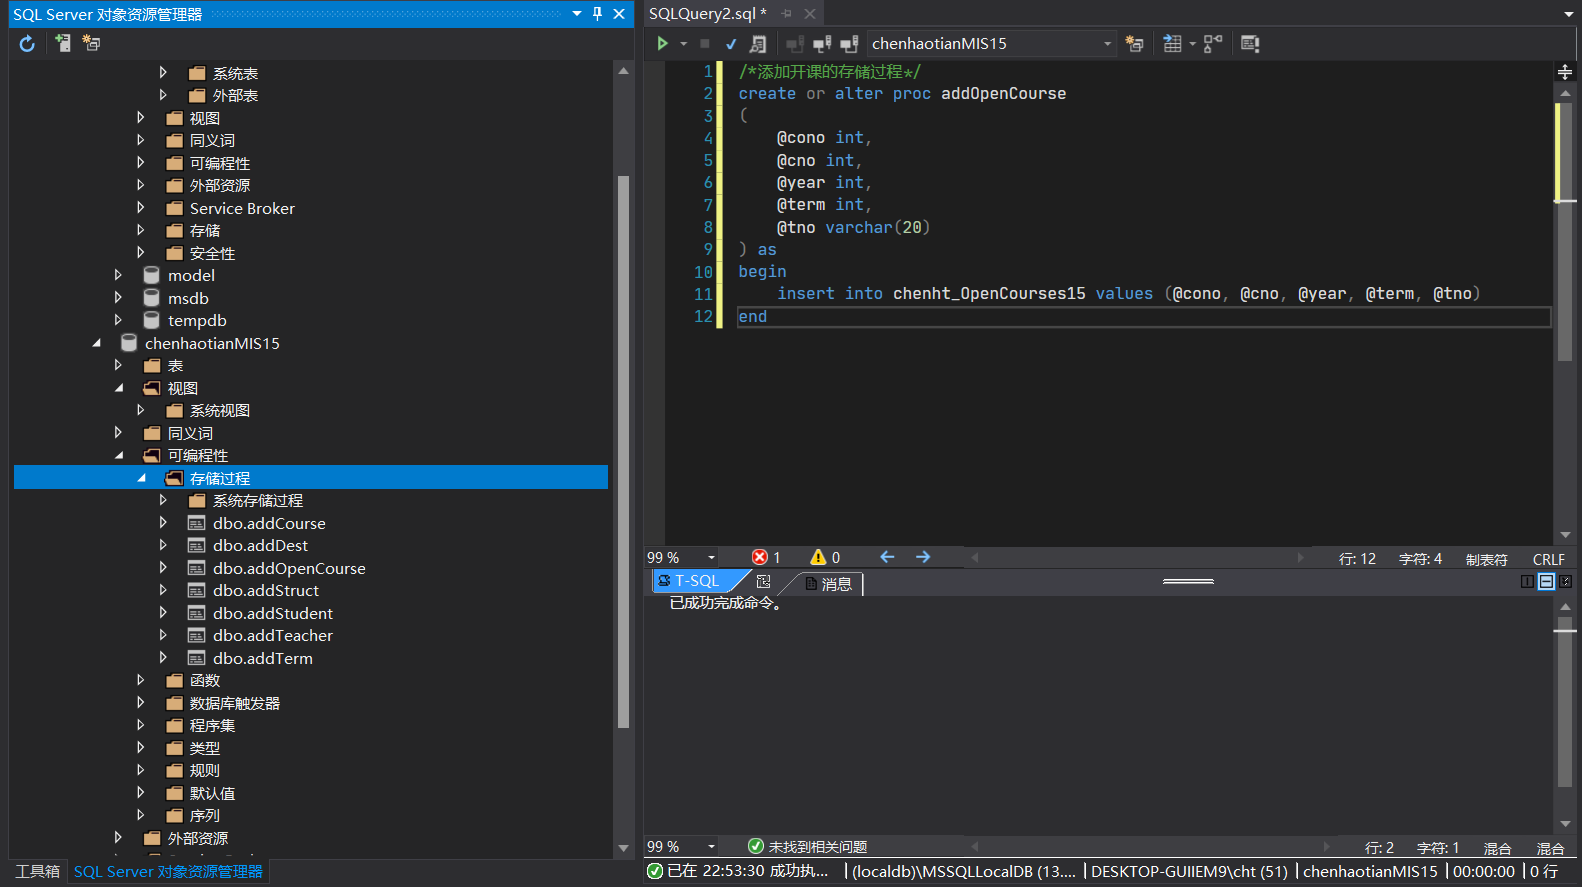 SQL Server 对象资源管理器
系统表
外部表
视图
同义词
可编程性
外部资源
Service Broker
存储
安全性
model
msdb
tempdb
chenhaotianMIS15
表
视图
系统视图
同义词
可编程性
存储过程
系统存储过程
dbo.addCourse
dbo.addDest
dbo.addOpenCourse
dbo.addStruct
dbo.addStudent
dbo.addTeacher
dbo.addTerm
函数
数据库触发器
程序集
类型
规则
默认值
序列
外部资源
工具箱
SQL Server 对象资源管理器
SQLQuery2.sql *
chenhaotianMIS15
1 /*添加开课的存储过程*/
2 create or alter proc addOpenCourse
3 (
4 @cono int,
5 @cno int,
6 @year int,
7 @term int,
8 @tno varchar(20)
9 ) as
10 begin
11 insert into chenht_OpenCourses15 values (@cono, @cno, @year, @term, @tno)
12 end
99 % 1 0 行: 12 字符: 4 制表符 CRLF
T-SQL 消息
已成功完成命令。
99 % 未找到相关问题 行: 2 字符: 1 混合 混合
已在 22:53:30 成功执... (localdb)\MSSQLLocalDB (13.... DESKTOP-GUIIEM9\cht (51) chenhaotianMIS15 00:00:00 0 行